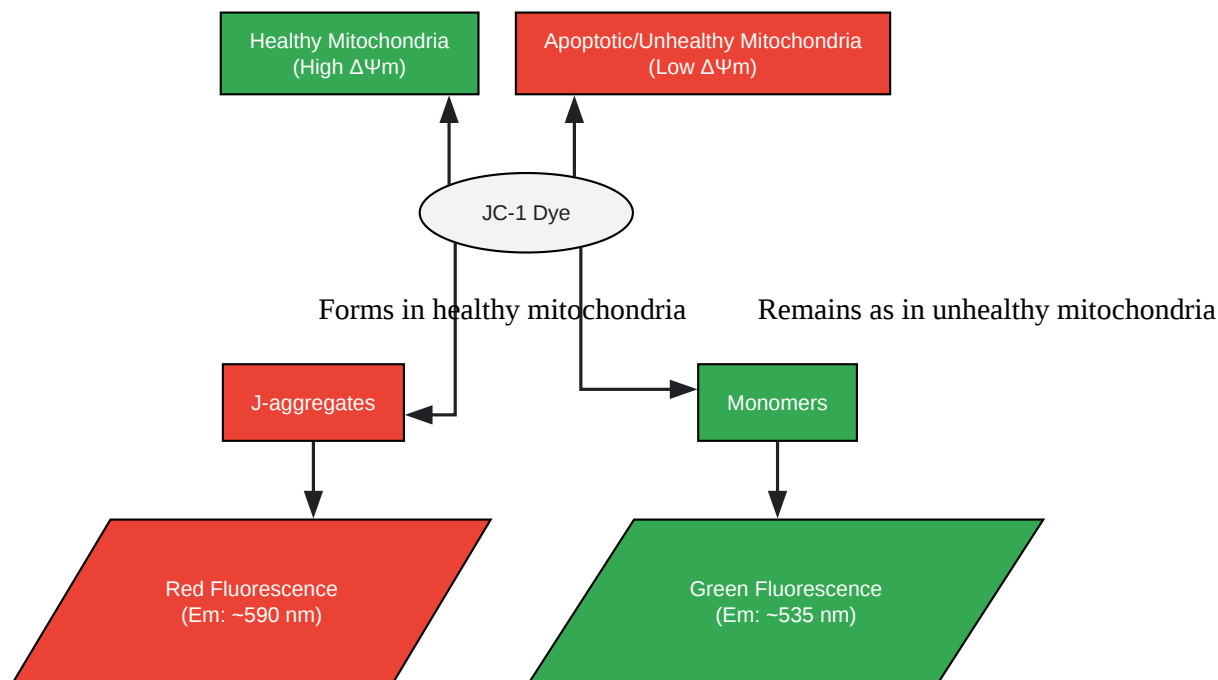 Healthy Mitochondria
(High ΔΨm)
Apoptotic/Unhealthy Mitochondria
(Low ΔΨm)
JC-1 Dye
Forms in healthy mitochondria
Remains as in unhealthy mitochondria
J-aggregates
Monomers
Red Fluorescence
(Em: ~590 nm)
Green Fluorescence
(Em: ~535 nm)